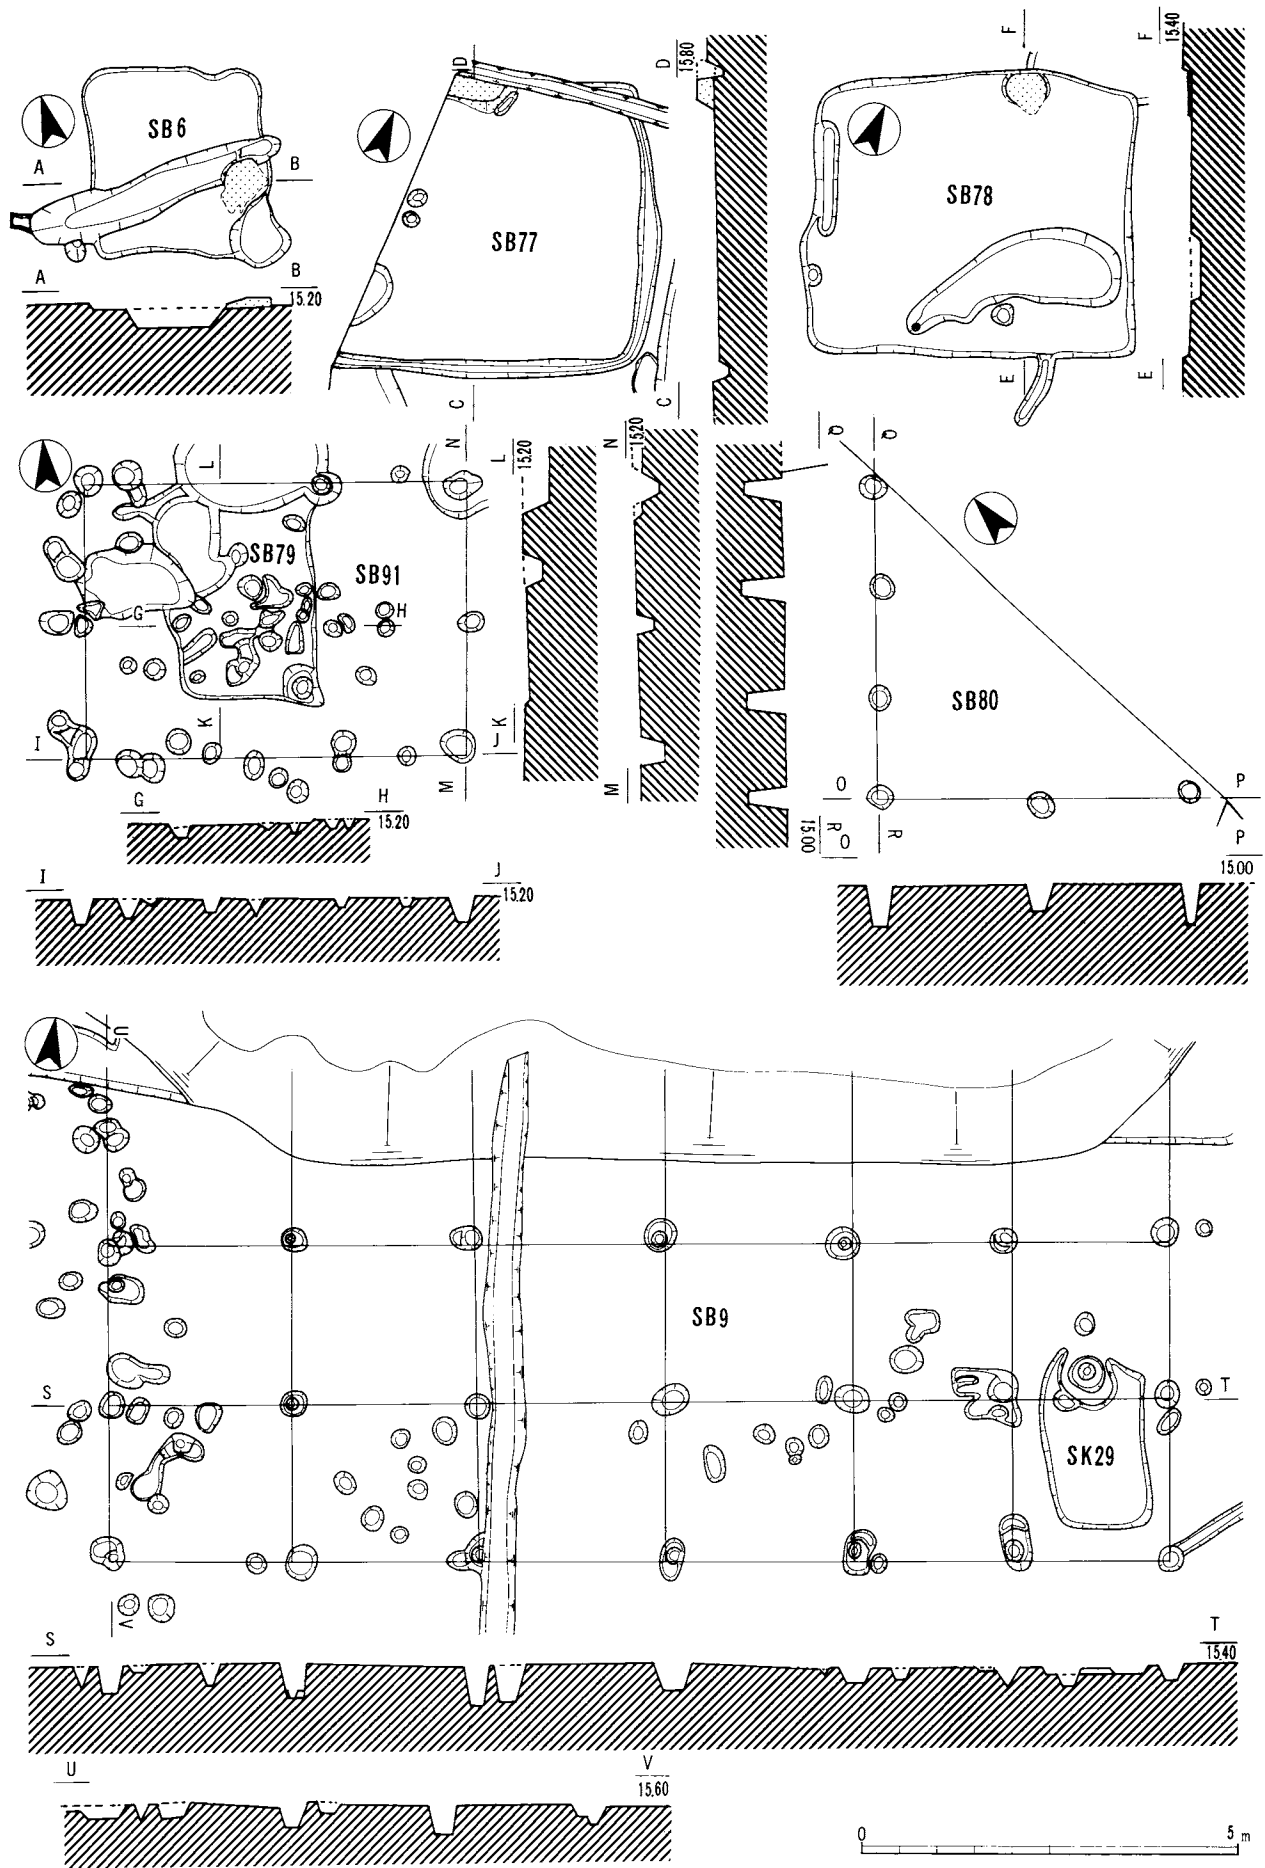 SB6
A
B
A
B
15.20
D
SB77
C
D
15.80
C
F
SB78
E
F
15.40
E
L
N
SB79
SB91
G
H
K
I
J
M
L
15.20
K
N
15.20
M
G
H
15.20
I
J
15.20
Q
Q
SB80
O
P
R
R
15.00
O
P
15.00
U
SB9
S
T
SK29
V
S
T
15.40
U
V
15.60
0
5 m